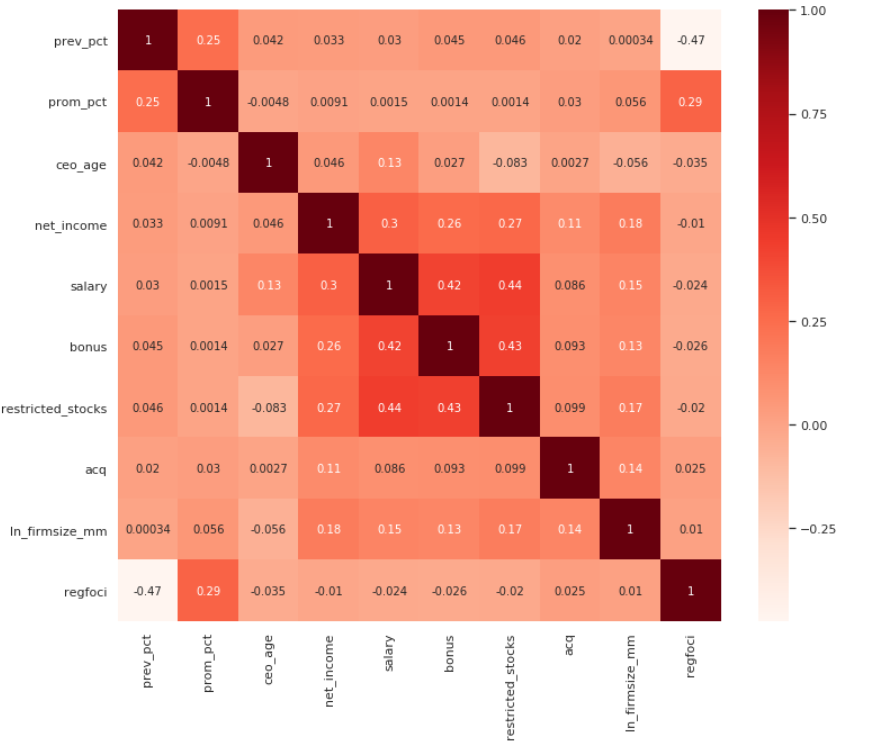 prev_pct 1 0.25 0.042 0.033 0.03 0.045 0.046 0.02 0.00034 -0.47
prom_pct 0.25 1 -0.0048 0.0091 0.0015 0.0014 0.0014 0.03 0.056 0.29
ceo_age 0.042 -0.0048 1 0.046 0.13 0.027 -0.083 0.0027 -0.056 -0.035
net_income 0.033 0.0091 0.046 1 0.3 0.26 0.27 0.11 0.18 -0.01
salary 0.03 0.0015 0.13 0.3 1 0.42 0.44 0.086 0.15 -0.024
bonus 0.045 0.0014 0.027 0.26 0.42 1 0.43 0.093 0.13 -0.026
restricted_stocks 0.046 0.0014 -0.083 0.27 0.44 0.43 1 0.099 0.17 -0.02
acq 0.02 0.03 0.0027 0.11 0.086 0.093 0.099 1 0.14 0.025
ln_firmsize_mm 0.00034 0.056 -0.056 0.18 0.15 0.13 0.17 0.14 1 0.01
regfoci -0.47 0.29 -0.035 -0.01 -0.024 -0.026 -0.02 0.025 0.01 1
prev_pct
prom_pct
ceo_age
net_income
salary
bonus
restricted_stocks
acq
ln_firmsize_mm
regfoci
1.00
0.75
0.50
0.25
0.00
−0.25